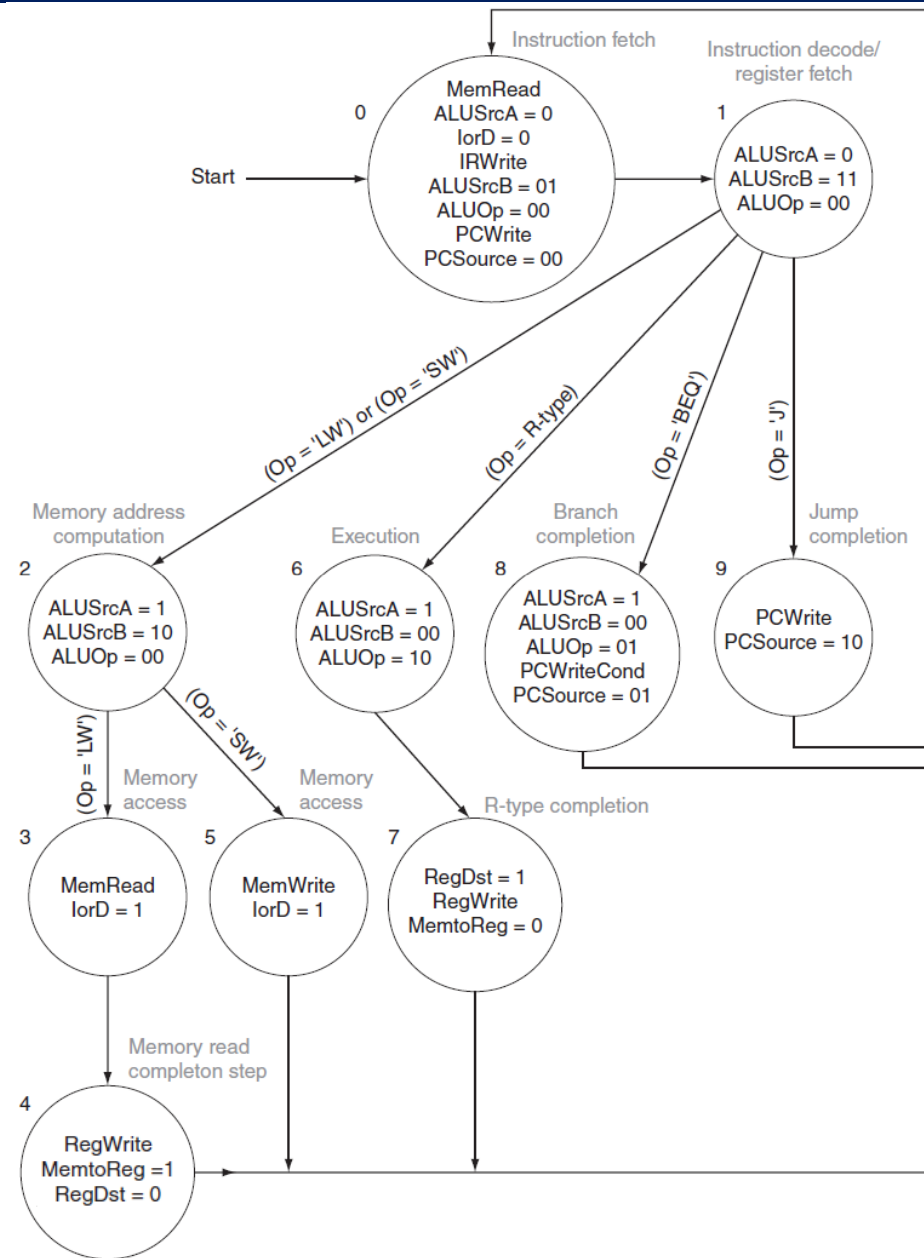 Instruction fetch
0
MemRead
ALUSrcA = 0
IorD = 0
IRWrite
ALUSrcB = 01
ALUOp = 00
PCWrite
PCSource = 00
Start
Instruction decode/
register fetch
1
ALUSrcA = 0
ALUSrcB = 11
ALUOp = 00
(Op = 'LW') or (Op = 'SW')
(Op = R-type)
(Op = 'BEQ')
(Op = 'J')
Memory address
computation
2
ALUSrcA = 1
ALUSrcB = 10
ALUOp = 00
Execution
6
ALUSrcA = 1
ALUSrcB = 00
ALUOp = 10
Branch
completion
8
ALUSrcA = 1
ALUSrcB = 00
ALUOp = 01
PCWriteCond
PCSource = 01
Jump
completion
9
PCWrite
PCSource = 10
(Op = 'LW')
(Op = 'SW')
Memory
access
3
MemRead
IorD = 1
Memory
access
5
MemWrite
IorD = 1
R-type completion
7
RegDst = 1
RegWrite
MemtoReg = 0
Memory read
completon step
4
RegWrite
MemtoReg =1
RegDst = 0